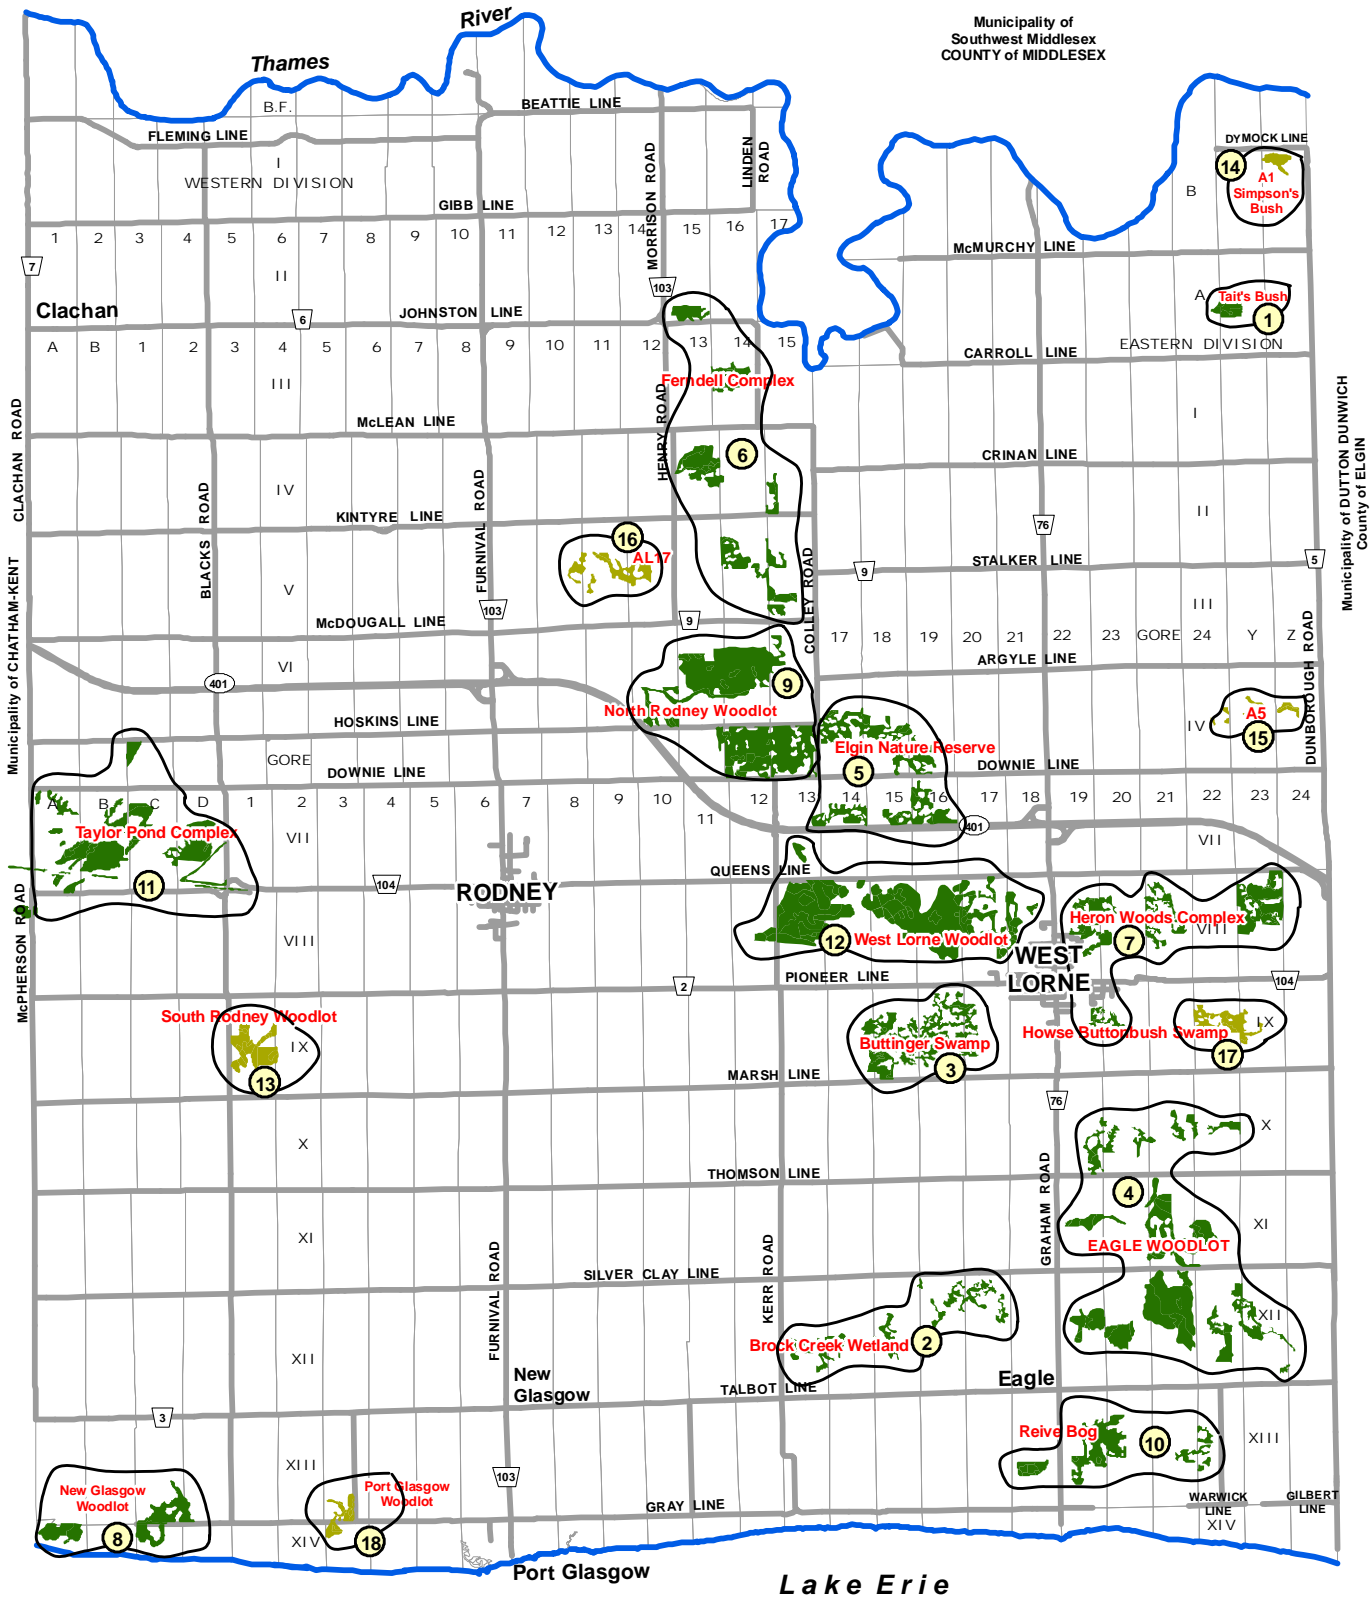 River
Thames
Municipality of
Southwest Middlesex
COUNTY of MIDDLESEX
B.F.
BEATTIE LINE
FLEMING LINE
DYMOCK LINE
I
WESTERN DIVISION
MORRISON ROAD
LINDEN
ROAD
14
A1
Simpson's
Bush
B
GIBB LINE
1 2 3 4 5 6 7 8 9 10 11 12 13 14 15 16 17
McMURCHY LINE
7
II
103
A
Tait's Bush
1
Clachan
6
JOHNSTON LINE
EASTERN DIVISION
A B 1 2 3 4 5 6 7 8 9 10 11 12 13 14 15
CARROLL LINE
III
Ferndell Complex
HENRY ROAD
I
CLACHAN ROAD
McLEAN LINE
6
CRINAN LINE
Municipality of DUTTON DUNWICH
County of ELGIN
BLACKS ROAD
IV
FURNIVAL ROAD
II
KINTYRE LINE
76
16
AL17
STALKER LINE
9
5
Municipality of CHATHAM-KENT
V
103
COLLEY ROAD
III
McDOUGALL LINE
9
17 18 19 20 21 22 23 GORE 24 Y Z
VI
ARGYLE LINE
DUNBOROUGH ROAD
401
9
North Rodney Woodlot
HOSKINS LINE
IV
A5
15
Elgin Nature Reserve
GORE
DOWNIE LINE
5
DOWNIE LINE
A B C D 1 2 3 4 5 6 7 8 9 10 11 12 13 14 15 16 17 18 19 20 21 22 23 24
Taylor Pond Complex
VII
401
VII
11
104
QUEENS LINE
RODNEY
McPHERSON ROAD
VIII
12
West Lorne Woodlot
Heron Woods Complex
7
VIII
WEST
LORNE
PIONEER LINE
2
104
South Rodney Woodlot
IX
13
Buttinger Swamp
3
Howse Buttonbush Swamp
IX
17
MARSH LINE
76
X
X
THOMSON LINE
GRAHAM ROAD
4
XI
XI
EAGLE WOODLOT
FURNIVAL ROAD
SILVER CLAY LINE
KERR ROAD
XII
Brock Creek Wetland
2
XII
New
Glasgow
Eagle
TALBOT LINE
3
Reive Bog
10
XIII
XIII
103
New Glasgow
Woodlot
8
Port Glasgow
Woodlot
18
GRAY LINE
WARWICK
LINE
GILBERT
LINE
XIV
XIV
Port Glasgow
Lake Erie